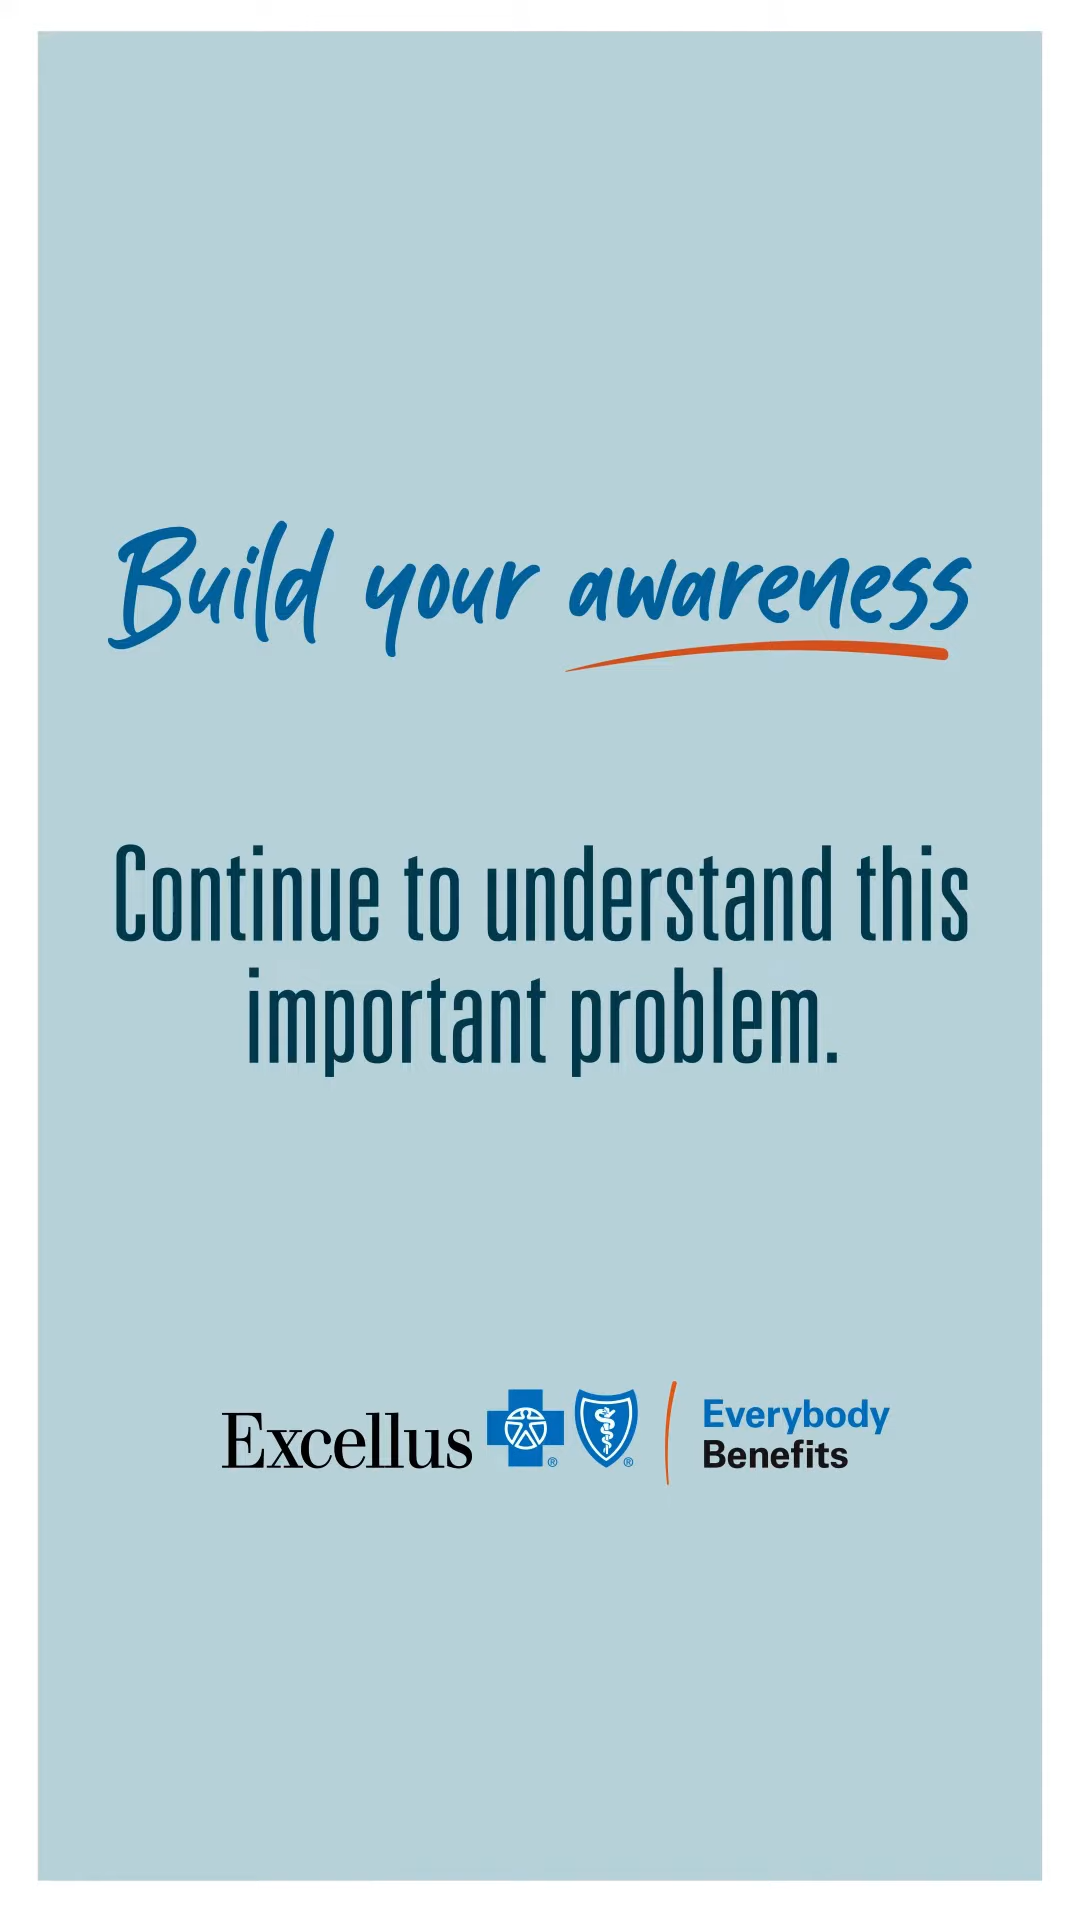 Build your awareness
Continue to understand this
important problem.
Excellus
® ®
Everybody
Benefits